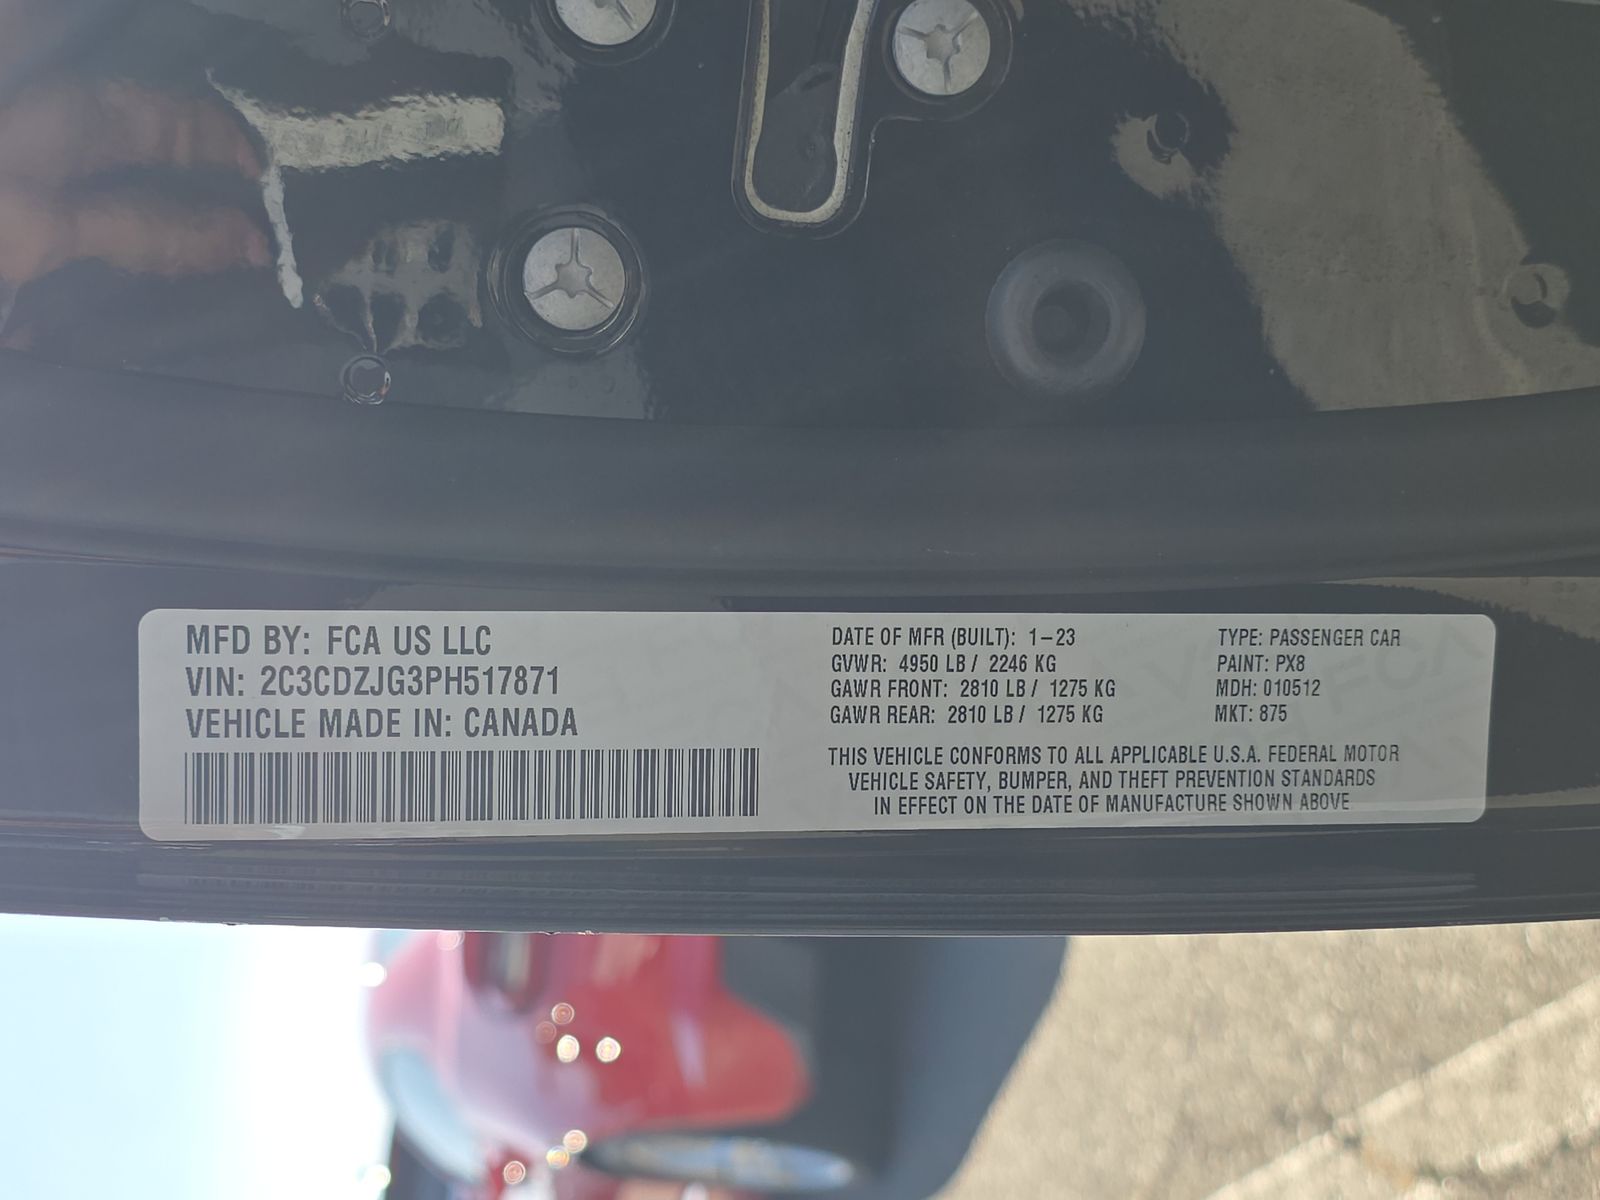 MFD BY: FCA US LLC
VIN: 2C3CDZJG3PH517871
VEHICLE MADE IN: CANADA
DATE OF MFR (BUILT): 1-23
GVWR: 4950 LB / 2246 KG
GAWR FRONT: 2810 LB / 1275 KG
GAWR REAR: 2810 LB / 1275 KG
TYPE: PASSENGER CAR
PAINT: PX8
MDH: 010512
MKT: 875
THIS VEHICLE CONFORMS TO ALL APPLICABLE U.S.A. FEDERAL MOTOR
VEHICLE SAFETY, BUMPER, AND THEFT PREVENTION STANDARDS
IN EFFECT ON THE DATE OF MANUFACTURE SHOWN ABOVE